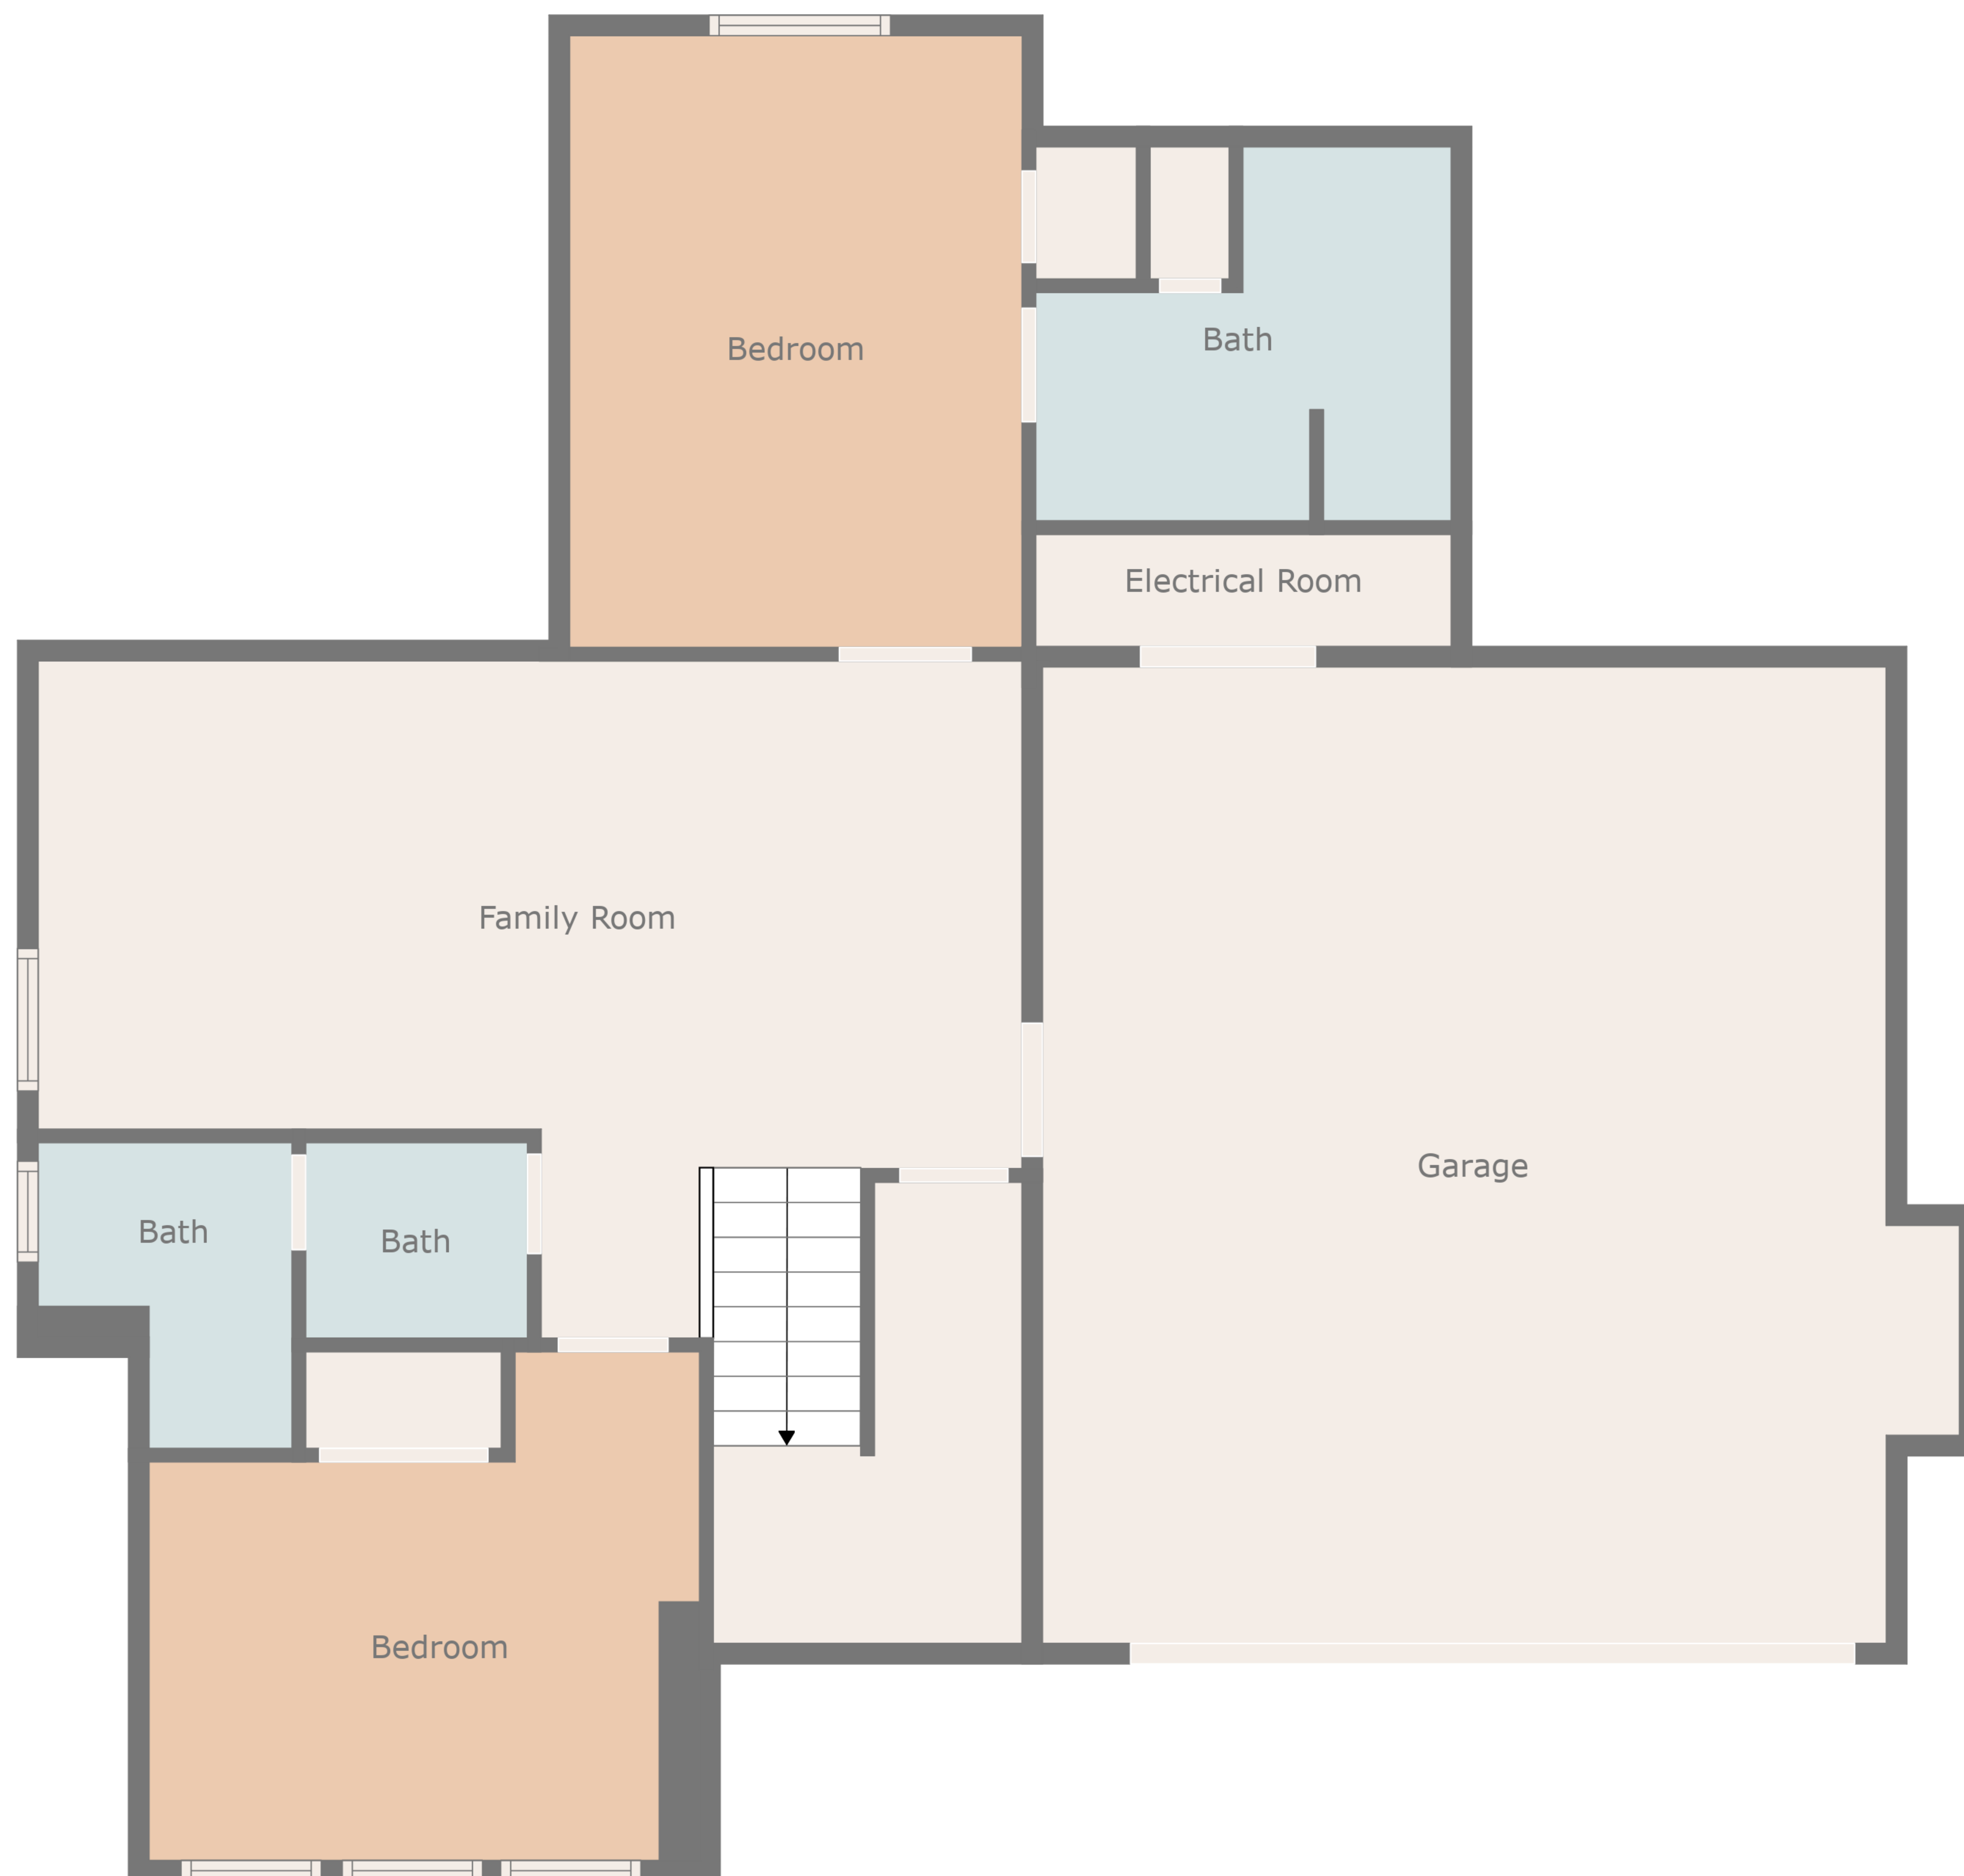 Bedroom
Bath
Electrical Room
Family Room
Garage
Bath
Bath
Bedroom